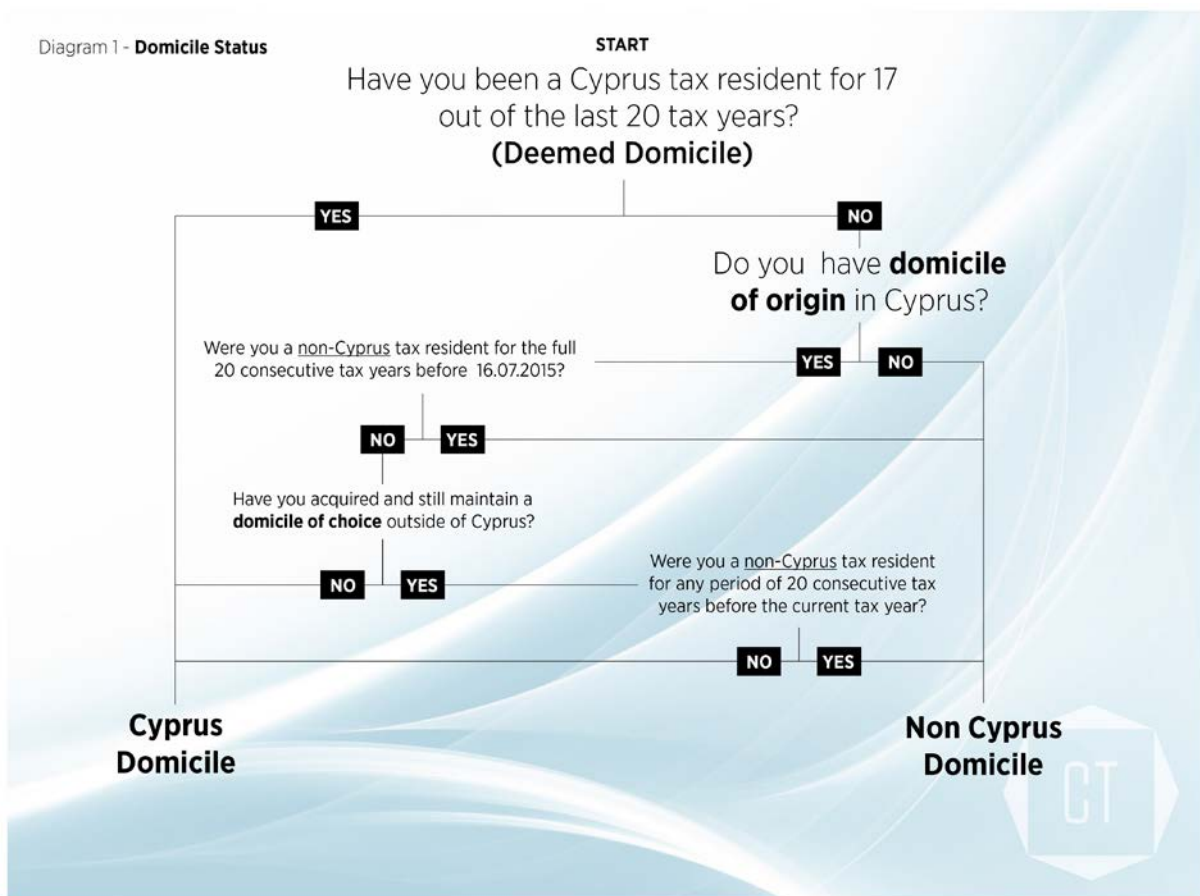 Diagram 1 - Domicile Status
START
Have you been a Cyprus tax resident for 17
out of the last 20 tax years?
(Deemed Domicile)
YES
NO
Do you have domicile
of origin in Cyprus?
Were you a non-Cyprus tax resident for the full
20 consecutive tax years before 16.07.2015?
YES
NO
NO
YES
Have you acquired and still maintain a
domicile of choice outside of Cyprus?
Were you a non-Cyprus tax resident
for any period of 20 consecutive tax
years before the current tax year?
NO
YES
NO
YES
Cyprus
Domicile
Non Cyprus
Domicile
CT